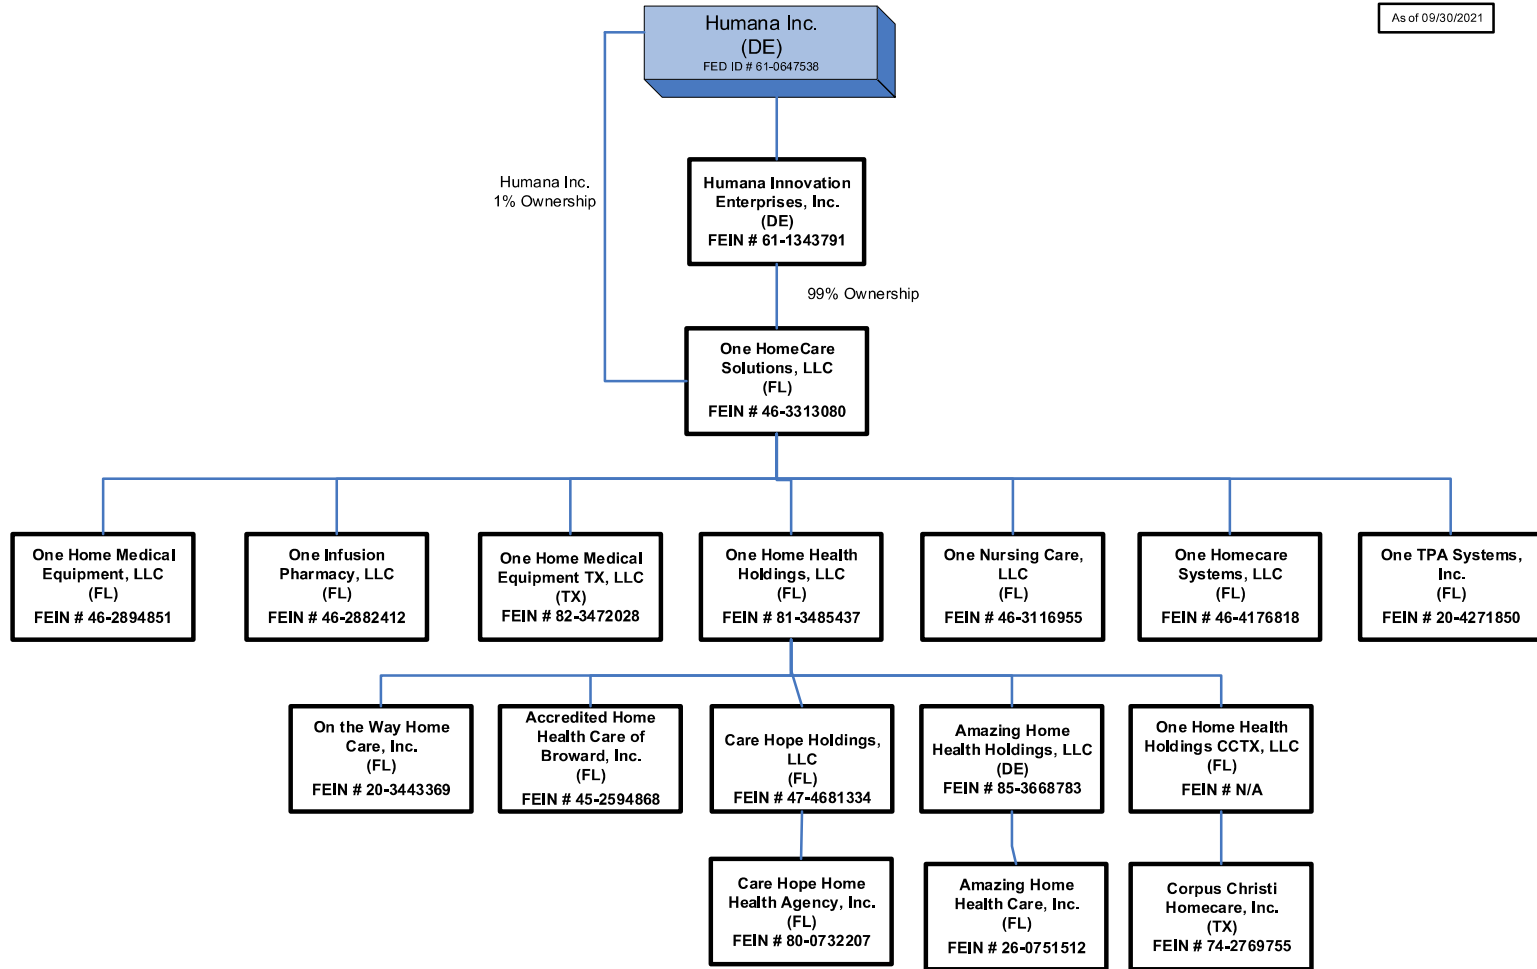 As of 09/30/2021
Humana Inc.
(DE)
FED ID # 61-0647538
Humana Inc.
1% Ownership
Humana Innovation
Enterprises, Inc.
(DE)
FEIN # 61-1343791
99% Ownership
One HomeCare
Solutions, LLC
(FL)
FEIN # 46-3313080
One Home Medical
Equipment, LLC
(FL)
FEIN # 46-2894851
One Infusion
Pharmacy, LLC
(FL)
FEIN # 46-2882412
One Home Medical
Equipment TX, LLC
(TX)
FEIN # 82-3472028
One Home Health
Holdings, LLC
(FL)
FEIN # 81-3485437
One Nursing Care,
LLC
(FL)
FEIN # 46-3116955
One Homecare
Systems, LLC
(FL)
FEIN # 46-4176818
One TPA Systems,
Inc.
(FL)
FEIN # 20-4271850
On the Way Home
Care, Inc.
(FL)
FEIN # 20-3443369
Accredited Home
Health Care of
Broward, Inc.
(FL)
FEIN # 45-2594868
Care Hope Holdings,
LLC
(FL)
FEIN # 47-4681334
Amazing Home
Health Holdings, LLC
(DE)
FEIN # 85-3668783
One Home Health
Holdings CCTX, LLC
(FL)
FEIN # N/A
Care Hope Home
Health Agency, Inc.
(FL)
FEIN # 80-0732207
Amazing Home
Health Care, Inc.
(FL)
FEIN # 26-0751512
Corpus Christi
Homecare, Inc.
(TX)
FEIN # 74-2769755